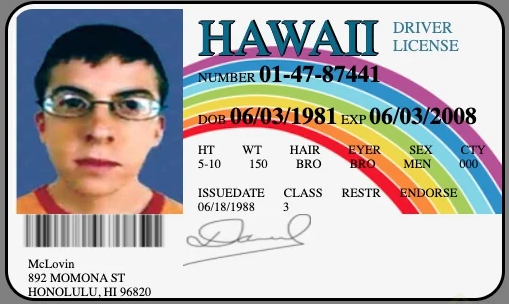 HAWAII DRIVER
LICENSE
NUMBER 01-47-87441
DOB 06/03/1981 EXP 06/03/2008
HT WT HAIR EYER SEX CTY
5-10 150 BRO BRO MEN 000
ISSUEDATE CLASS RESTR ENDORSE
06/18/1988 3
McLovin
892 MOMONA ST
HONOLULU, HI 96820